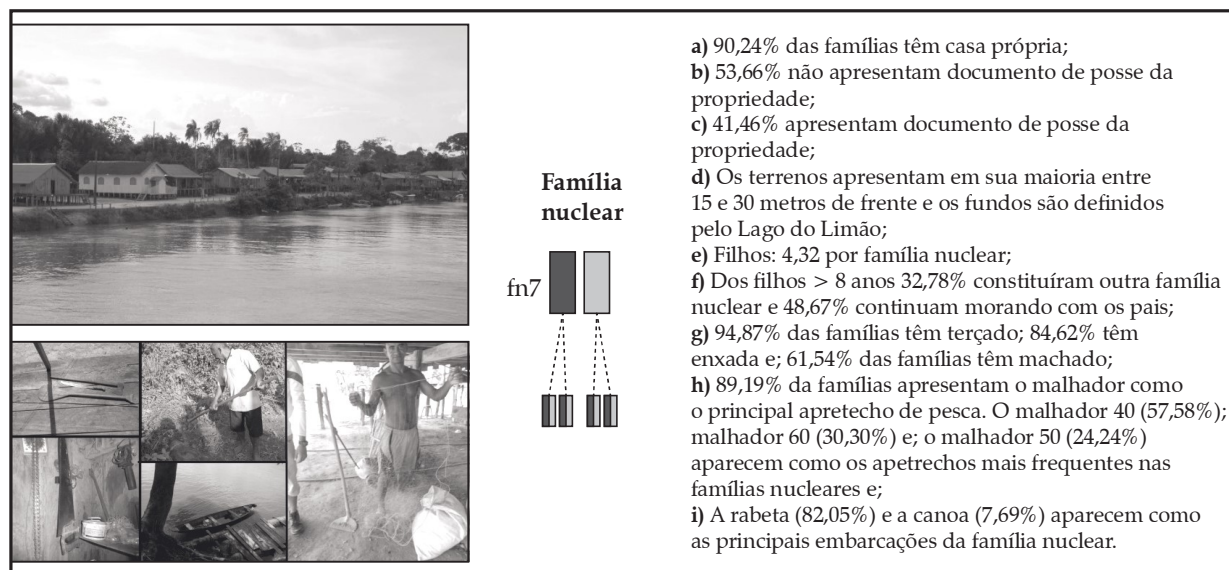 Família
nuclear
fn7
a) 90,24% das famílias têm casa própria;
b) 53,66% não apresentam documento de posse da
propriedade;
c) 41,46% apresentam documento de posse da
propriedade;
d) Os terrenos apresentam em sua maioria entre
15 e 30 metros de frente e os fundos são definidos
pelo Lago do Limão;
e) Filhos: 4,32 por família nuclear;
f) Dos filhos > 8 anos 32,78% constituíram outra família
nuclear e 48,67% continuam morando com os pais;
g) 94,87% das famílias têm terçado; 84,62% têm
enxada e; 61,54% das famílias têm machado;
h) 89,19% da famílias apresentam o malhador como
o principal apretecho de pesca. O malhador 40 (57,58%);
malhador 60 (30,30%) e; o malhador 50 (24,24%)
aparecem como os apetrechos mais frequentes nas
famílias nucleares e;
i) A rabeta (82,05%) e a canoa (7,69%) aparecem como
as principais embarcações da família nuclear.